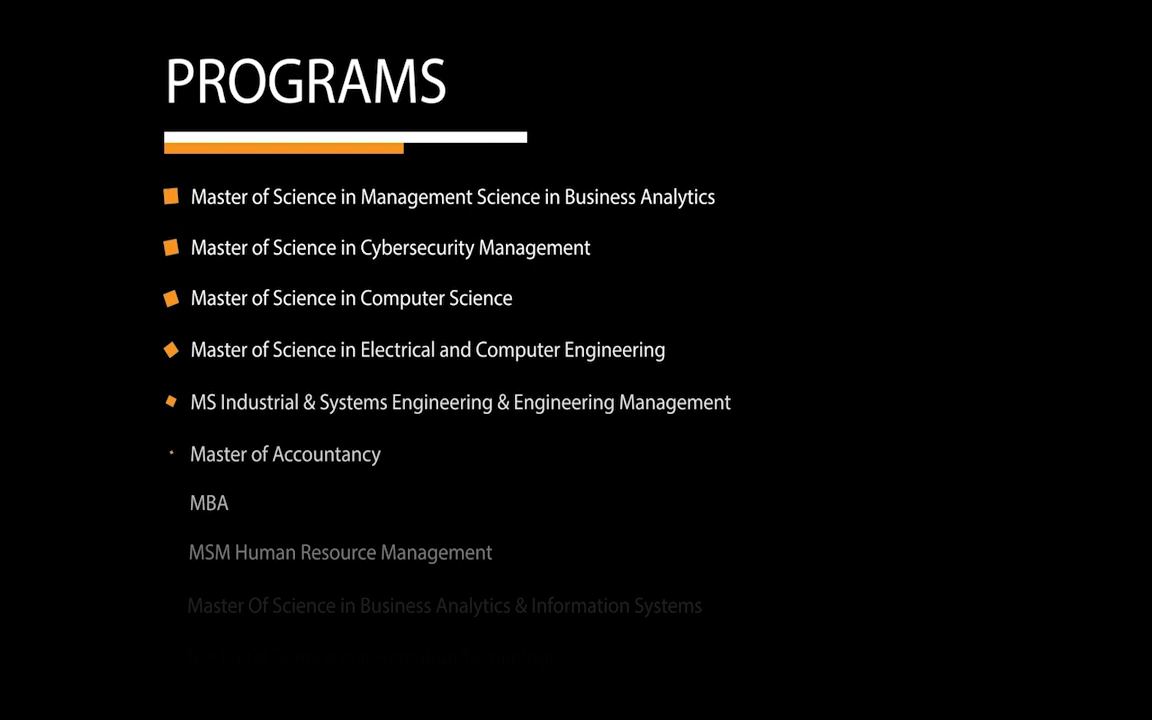 PROGRAMS
Master of Science in Management Science in Business Analytics
Master of Science in Cybersecurity Management
Master of Science in Computer Science
Master of Science in Electrical and Computer Engineering
MS Industrial & Systems Engineering & Engineering Management
Master of Accountancy
MBA
MSM Human Resource Management
Master Of Science in Business Analytics & Information Systems